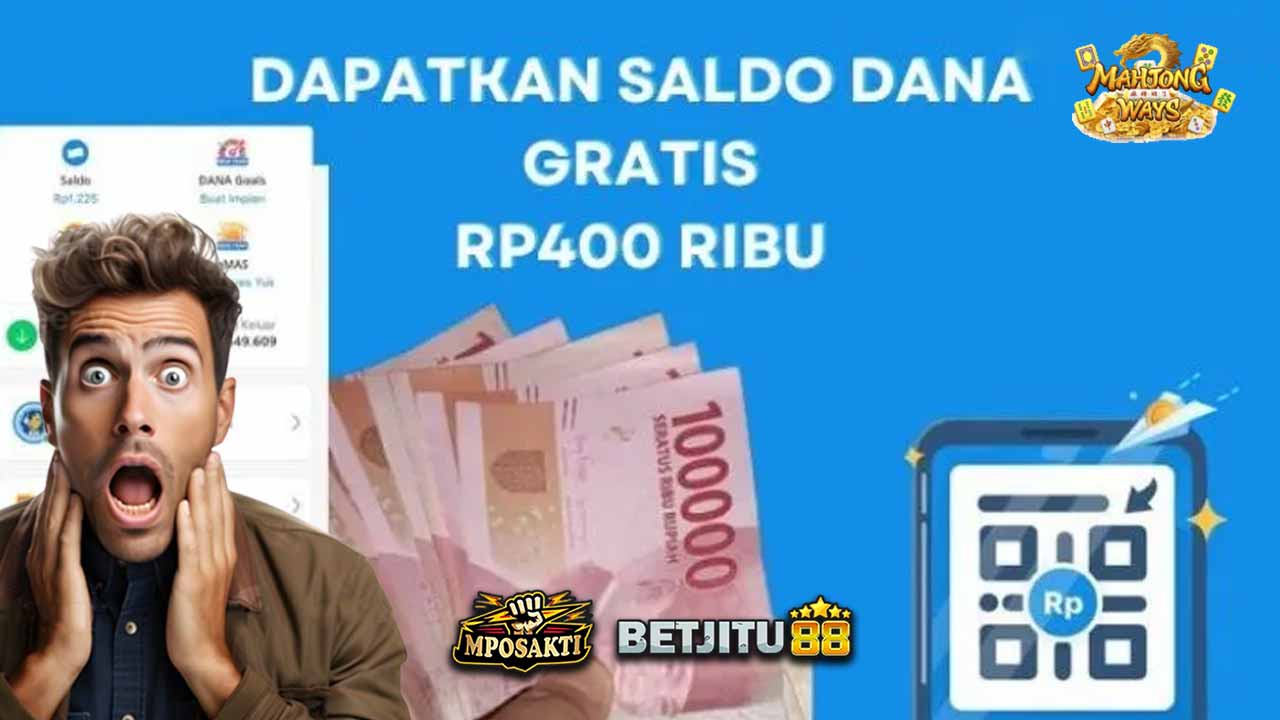 DAPATKAN SALDO DANA
GRATIS
RP400 RIBU
MAHJONG
WAYS
Saldo
Rp1.225
DANA Goals
Buat Impian
eMAS
Yuk
Keluar
49.609
100000
SERATUS RIBU RUPIAH
MPOSAKTI
BETJITU88
Rp